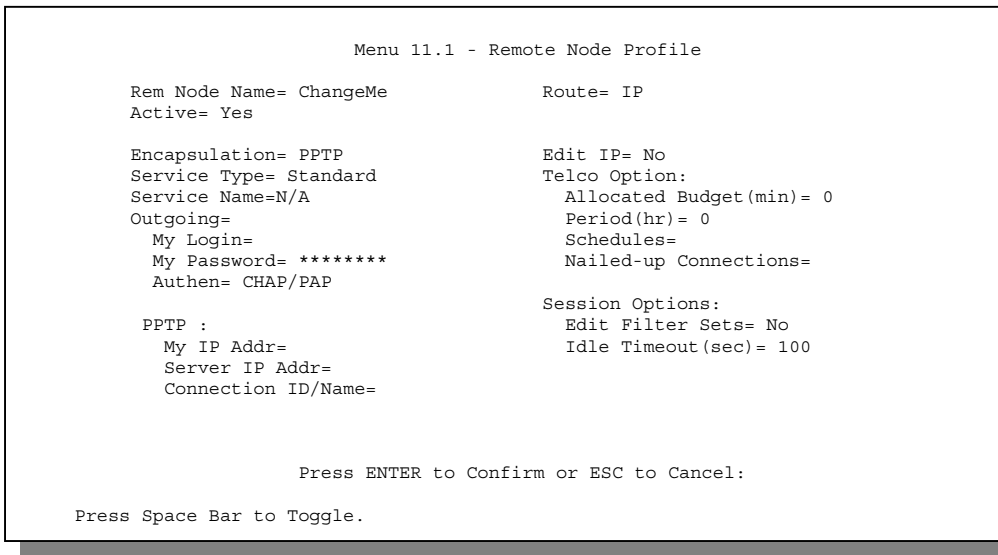 Menu 11.1 - Remote Node Profile
Rem Node Name= ChangeMe Route= IP
Active= Yes
Encapsulation= PPTP Edit IP= No
Service Type= Standard Telco Option:
Service Name=N/A Allocated Budget(min)= 0
Outgoing= Period(hr)= 0
My Login= Schedules=
My Password= ******** Nailed-up Connections=
Authen= CHAP/PAP
Session Options:
PPTP : Edit Filter Sets= No
My IP Addr= Idle Timeout(sec)= 100
Server IP Addr=
Connection ID/Name=
Press ENTER to Confirm or ESC to Cancel:
Press Space Bar to Toggle.